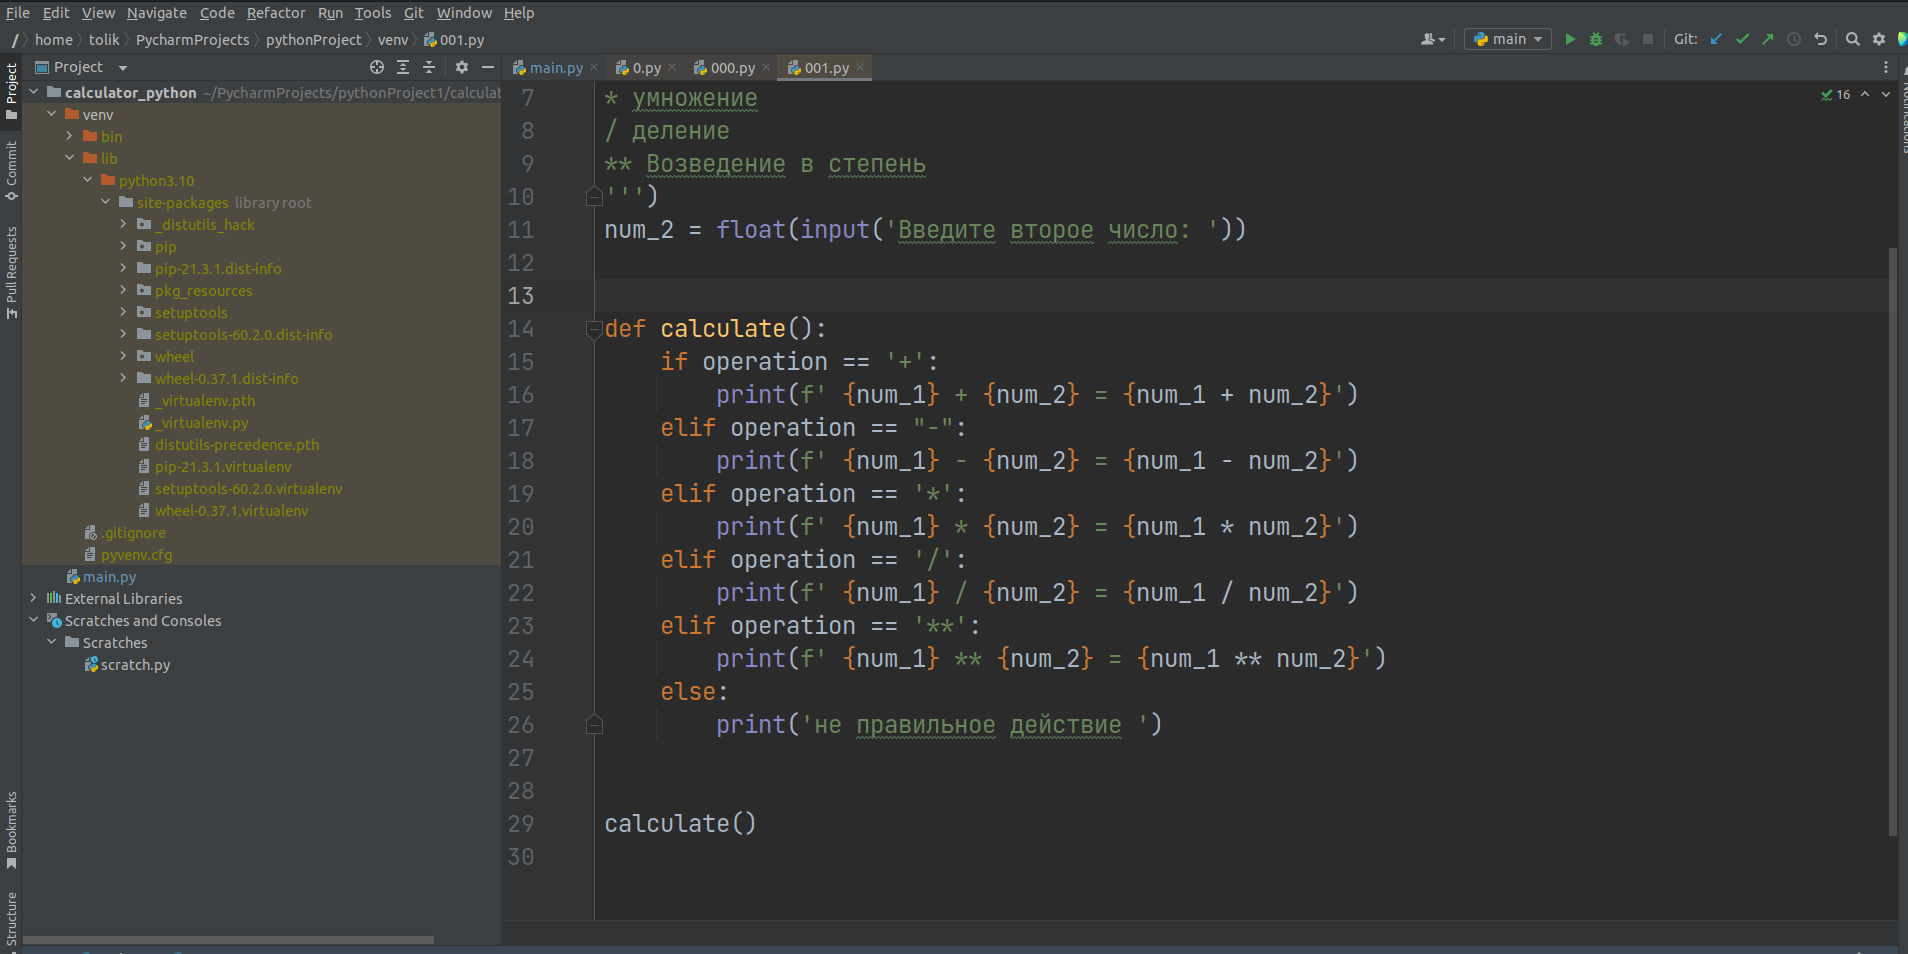 File Edit View Navigate Code Refactor Run Tools Git Window Help
/ home tolik PycharmProjects pythonProject venv 001.py
main Git:
Project
main.py 0.py 000.py 001.py
calculator_python ~/PycharmProjects/pythonProject1/calculat
venv
bin
lib
python3.10
site-packages library root
_distutils_hack
pip
pip-21.3.1.dist-info
pkg_resources
setuptools
setuptools-60.2.0.dist-info
wheel
wheel-0.37.1.dist-info
_virtualenv.pth
_virtualenv.py
distutils-precedence.pth
pip-21.3.1.virtualenv
setuptools-60.2.0.virtualenv
wheel-0.37.1.virtualenv
.gitignore
pyvenv.cfg
main.py
External Libraries
Scratches and Consoles
Scratches
scratch.py
Project
Commit
Pull Requests
Bookmarks
Structure
16
7 * умножение
8 / деление
9 ** Возведение в степень
10 ''')
11 num_2 = float(input('Введите второе число: '))
12
13
14 def calculate():
15 if operation == '+':
16 print(f' {num_1} + {num_2} = {num_1 + num_2}')
17 elif operation == "-":
18 print(f' {num_1} - {num_2} = {num_1 - num_2}')
19 elif operation == '*':
20 print(f' {num_1} * {num_2} = {num_1 * num_2}')
21 elif operation == '/':
22 print(f' {num_1} / {num_2} = {num_1 / num_2}')
23 elif operation == '**':
24 print(f' {num_1} ** {num_2} = {num_1 ** num_2}')
25 else:
26 print('не правильное действие ')
27
28
29 calculate()
30